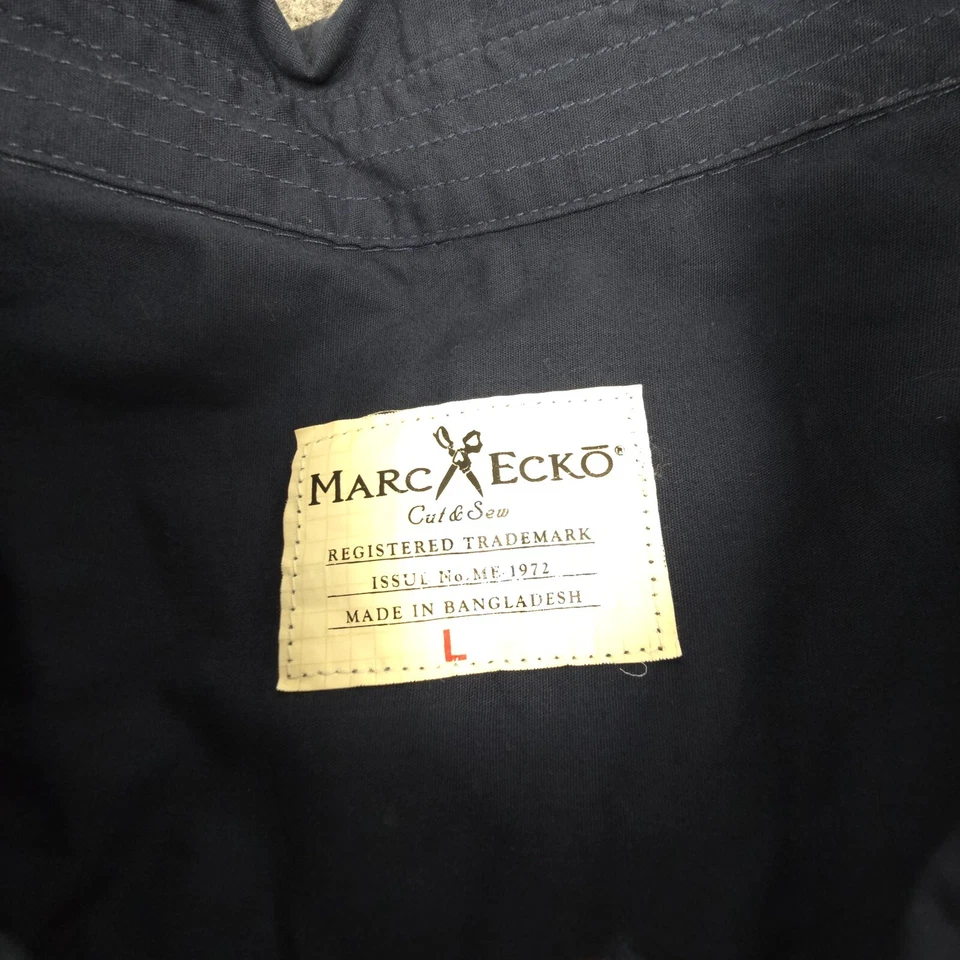 MARC ECKŌ®
Cut & Sew
REGISTERED TRADEMARK
ISSUE No. ME-1972
MADE IN BANGLADESH
L